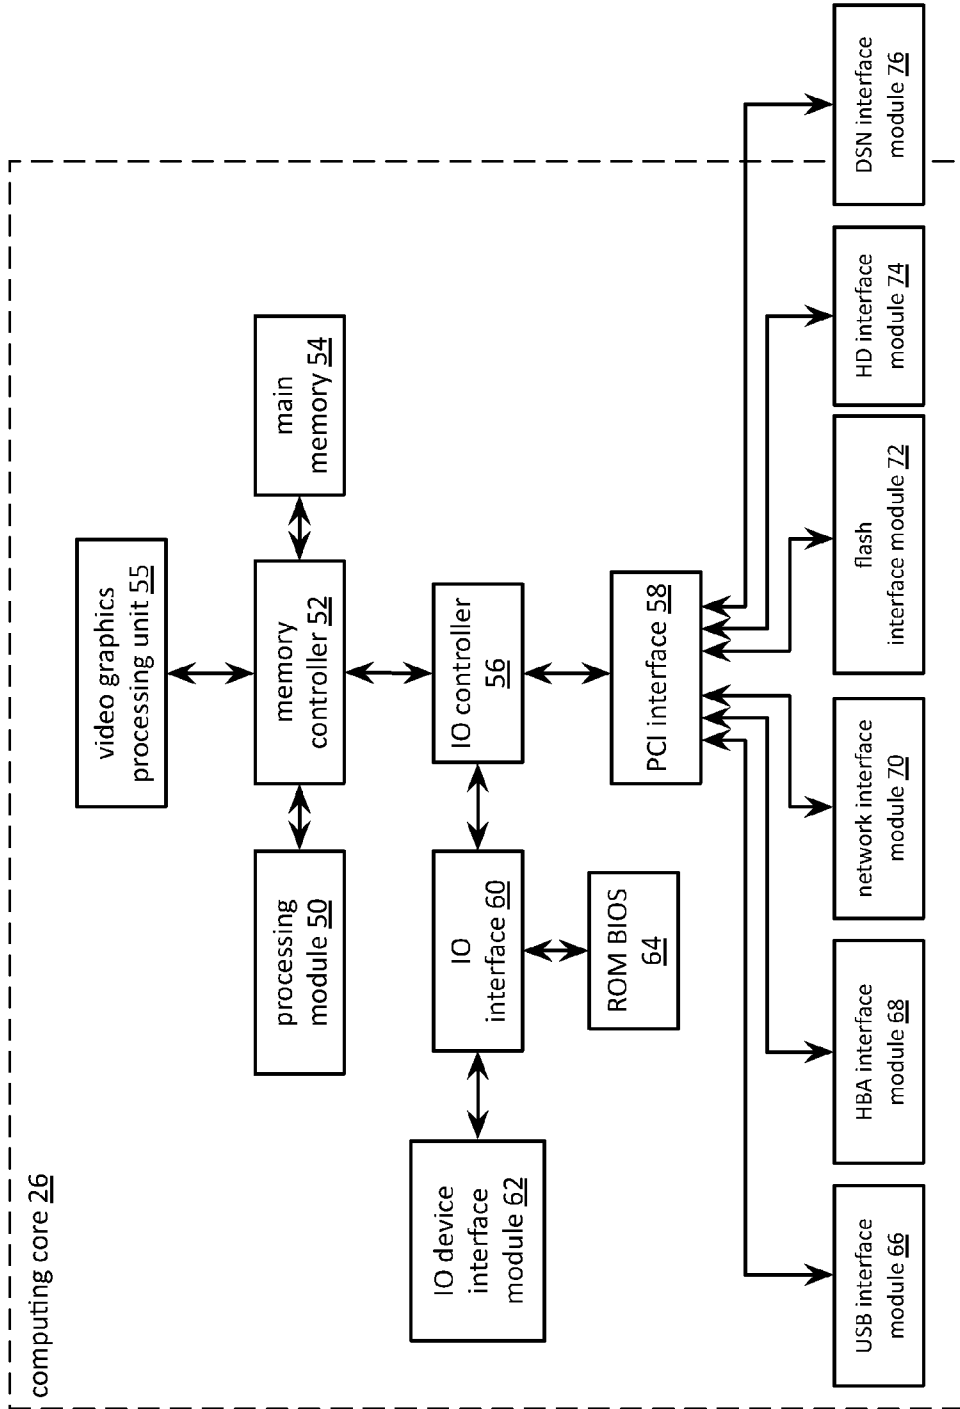 computing core 26
video graphics
processing unit 55
processing
module 50
memory
controller 52
main
memory 54
IO device
interface
module 62
IO
interface 60
IO controller
56
ROM BIOS
64
PCI interface 58
USB interface
module 66
HBA interface
module 68
network interface
module 70
flash
interface module 72
HD interface
module 74
DSN interface
module 76